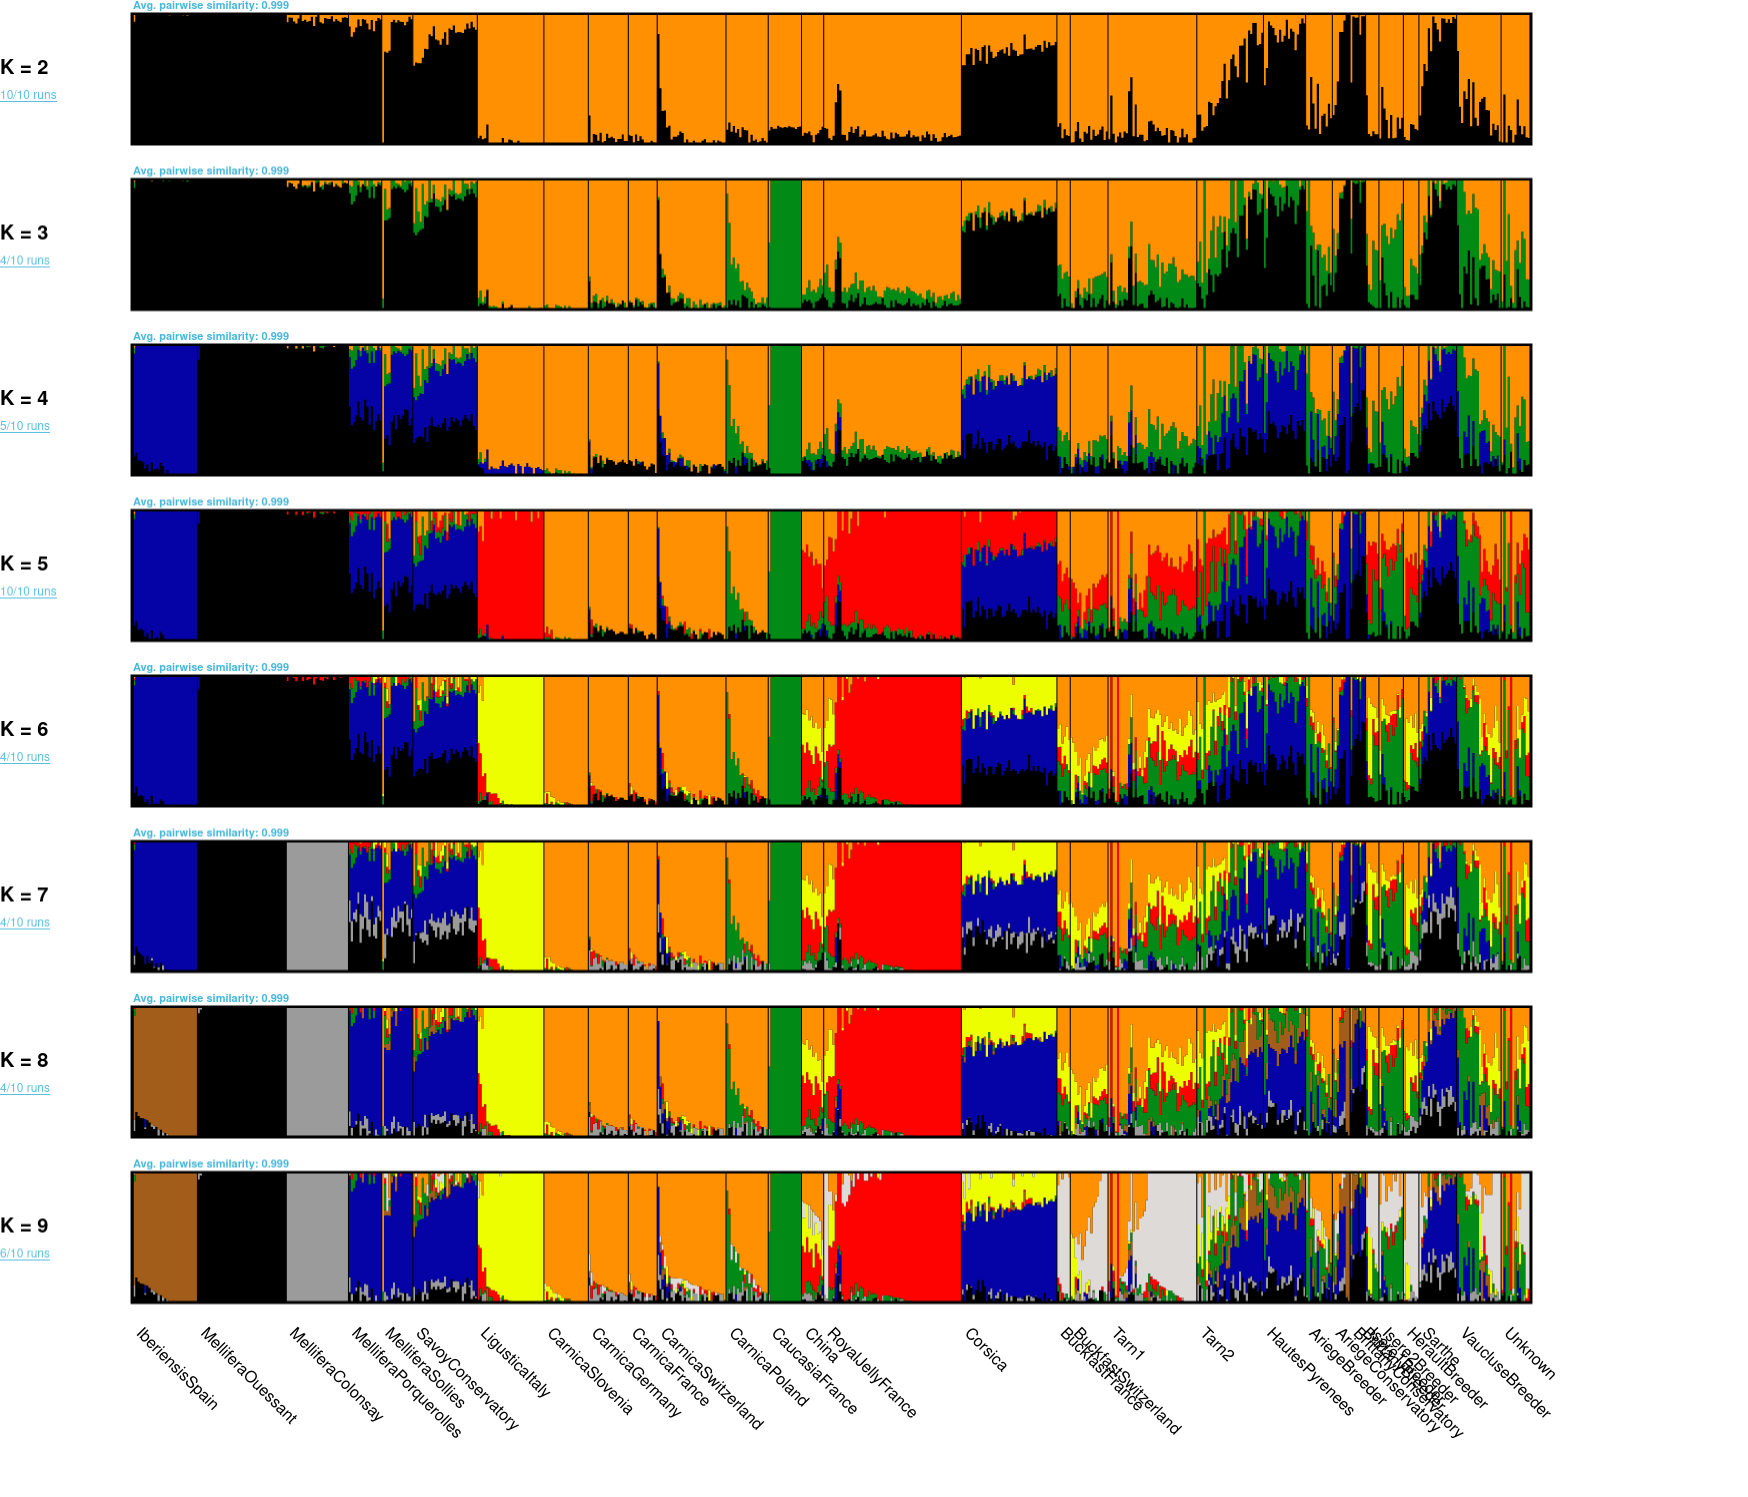 Avg. pairwise similarity: 0.999
K = 2
10/10 runs
Avg. pairwise similarity: 0.999
K = 3
4/10 runs
Avg. pairwise similarity: 0.999
K = 4
5/10 runs
Avg. pairwise similarity: 0.999
K = 5
10/10 runs
Avg. pairwise similarity: 0.999
K = 6
4/10 runs
Avg. pairwise similarity: 0.999
K = 7
4/10 runs
Avg. pairwise similarity: 0.999
K = 8
4/10 runs
Avg. pairwise similarity: 0.999
K = 9
6/10 runs
IberiensisSpain
MelliferaOuessant
MelliferaColonsay
MelliferaPorquerolles
MelliferaSollies
SavoyConservatory
LigusticaItaly
CarnicaSlovenia
CarnicaGermany
CarnicaFrance
CarnicaSwitzerland
CarnicaPoland
CaucasiaFrance
China
RoyalJellyFrance
Corsica
BuckfastFrance
BuckfastSwitzerland
Tarn1
Tarn2
HautesPyrenees
AriegeBreeder
AriegeConservatory
Sarthe
VaucluseBreeder
Unknown